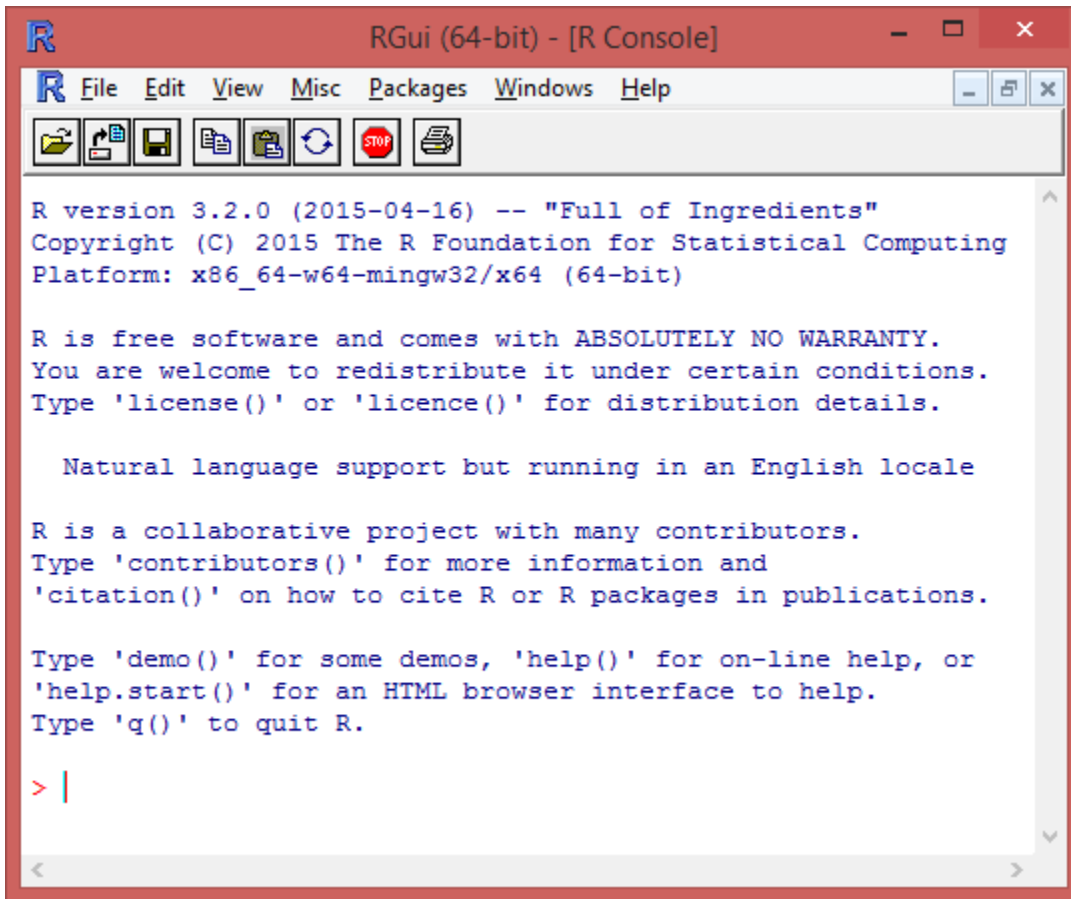 RGui (64-bit) - [R Console]
File Edit View Misc Packages Windows Help
STOP
R version 3.2.0 (2015-04-16) -- "Full of Ingredients"
Copyright (C) 2015 The R Foundation for Statistical Computing
Platform: x86_64-w64-mingw32/x64 (64-bit)
R is free software and comes with ABSOLUTELY NO WARRANTY.
You are welcome to redistribute it under certain conditions.
Type 'license()' or 'licence()' for distribution details.
Natural language support but running in an English locale
R is a collaborative project with many contributors.
Type 'contributors()' for more information and
'citation()' on how to cite R or R packages in publications.
Type 'demo()' for some demos, 'help()' for on-line help, or
'help.start()' for an HTML browser interface to help.
Type 'q()' to quit R.
>